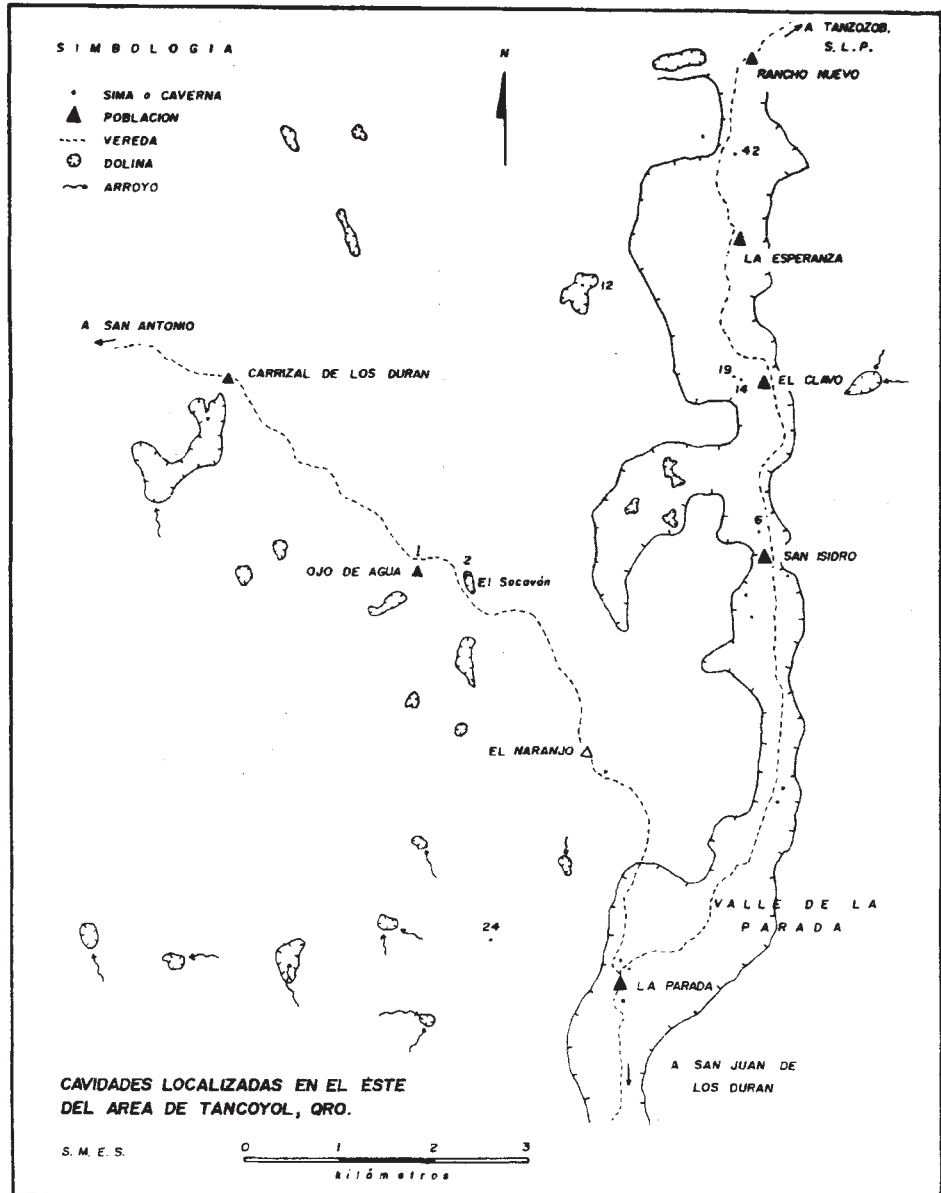 SIMBOLOGIA
SIMA o CAVERNA
POBLACION
VEREDA
DOLINA
ARROYO
N
A TANZOZOB,
S.L.P.
RANCHO NUEVO
42
LA ESPERANZA
12
A SAN ANTONIO
CARRIZAL DE LOS DURAN
19
14
EL CLAVO
6
SAN ISIDRO
1
OJO DE AGUA
2
El Socavón
EL NARANJO
24
VALLE DE LA
PARADA
LA PARADA
A SAN JUAN DE
LOS DURAN
CAVIDADES LOCALIZADAS EN EL ESTE
DEL AREA DE TANCOYOL, QRO.
S. M. E. S.
0 1 2 3
kilómetros